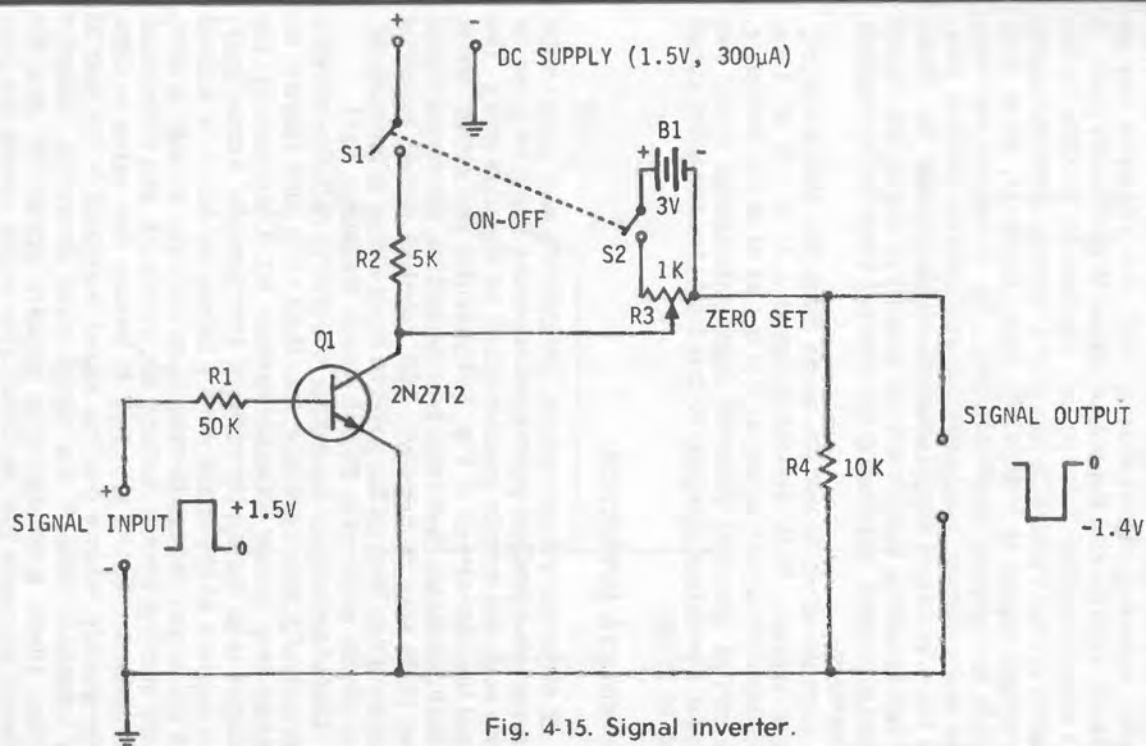 + -
DC SUPPLY (1.5V, 300µA)
S1
B1
+ -
3V
ON-OFF
S2
R2 5K
1K
R3
ZERO SET
Q1
R1
2N2712
50K
SIGNAL OUTPUT
R4 10K
0
-1.4V
+
+1.5V
SIGNAL INPUT
0
-
Fig. 4-15. Signal inverter.